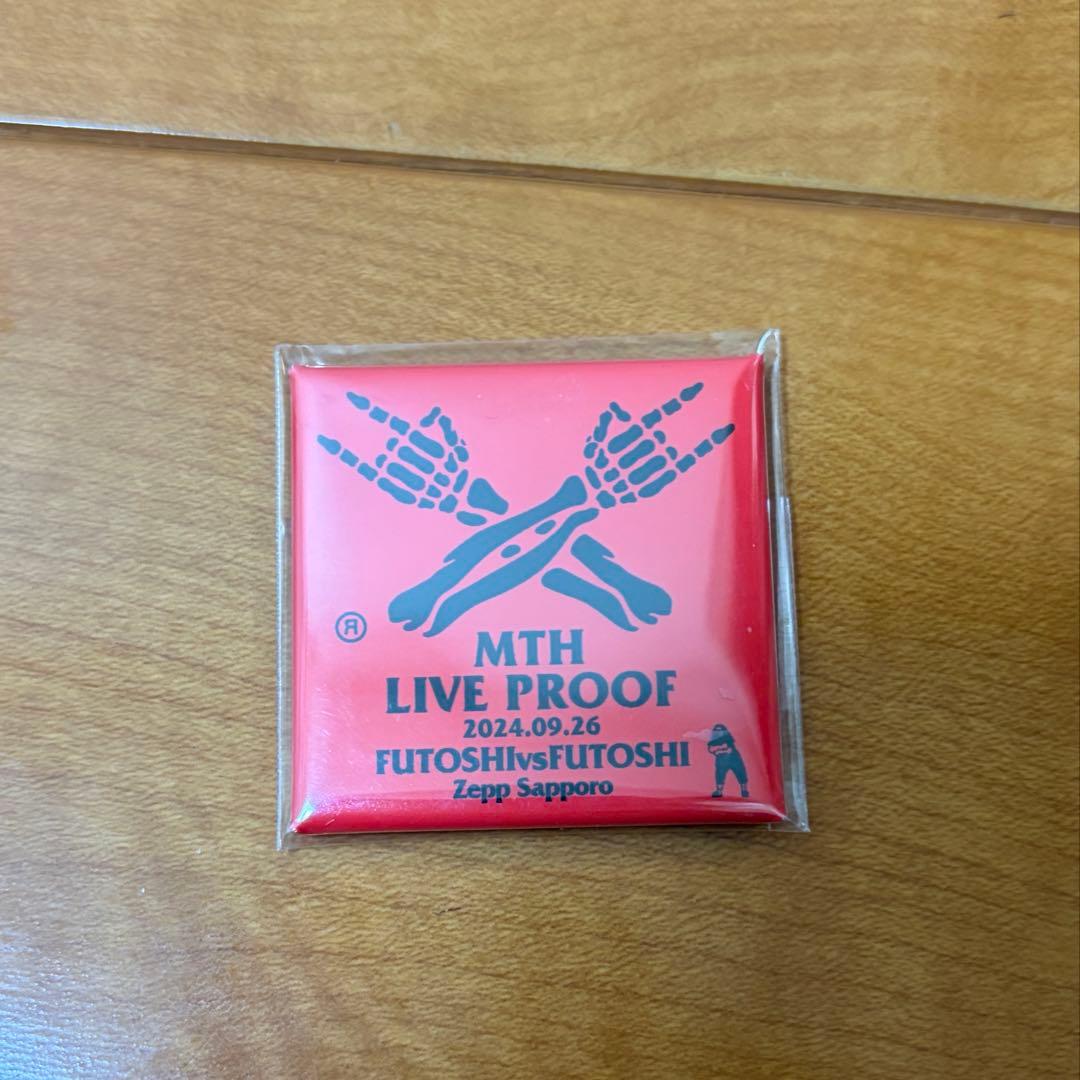 ®
MTH
LIVE PROOF
2024.09.26
FUTOSHIvsFUTOSHI
Zepp Sapporo